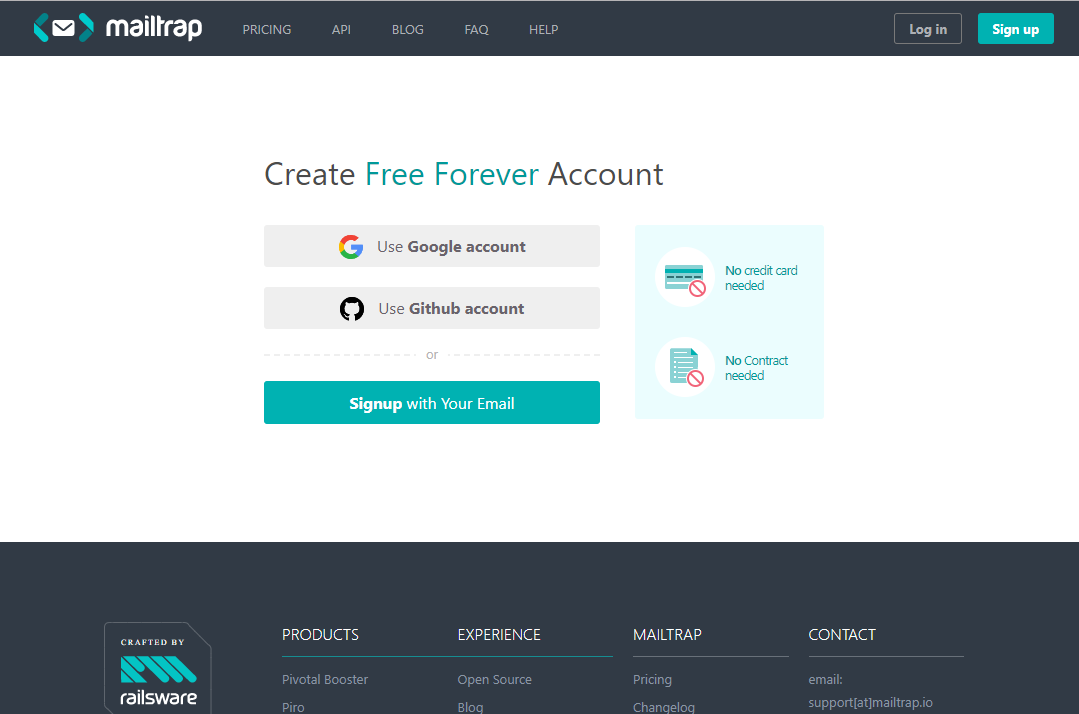 mailtrap
PRICING
API
BLOG
FAQ
HELP
Log in
Sign up
Create Free Forever Account
Use Google account
Use Github account
or
Signup with Your Email
No credit card
needed
No Contract
needed
CRAFTED BY
railsware
PRODUCTS
Pivotal Booster
Piro
EXPERIENCE
Open Source
Blog
MAILTRAP
Pricing
Changelog
CONTACT
email:
support[at]mailtrap.io